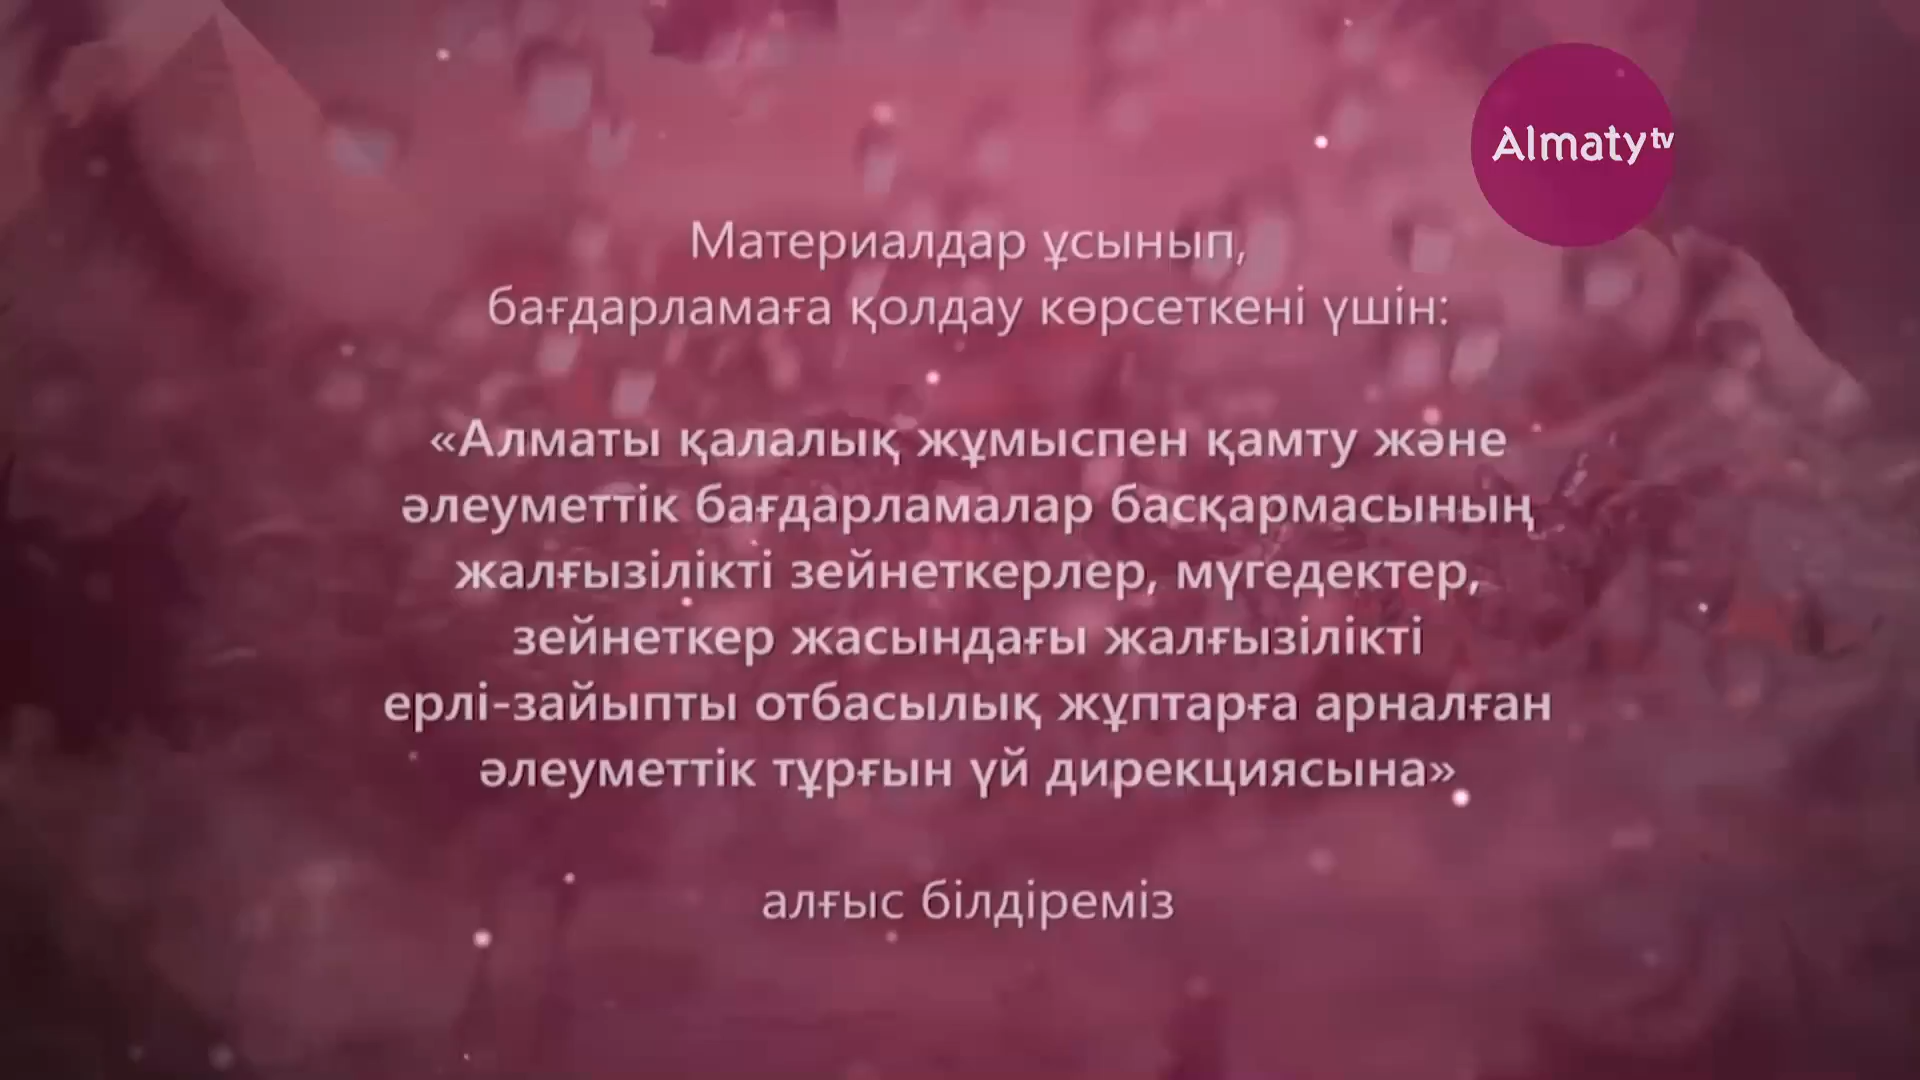 Almaty tv
Материалдар ұсынып,
бағдарламаға қолдау көрсеткені үшін:
«Алматы қалалық жұмыспен қамту және
әлеуметтік бағдарламалар басқармасының
жалғызілікті зейнеткерлер, мүгедектер,
зейнеткер жасындағы жалғызілікті
ерлі-зайыпты отбасылық жұптарға арналған
әлеуметтік тұрғын үй дирекциясына»
алғыс білдіреміз